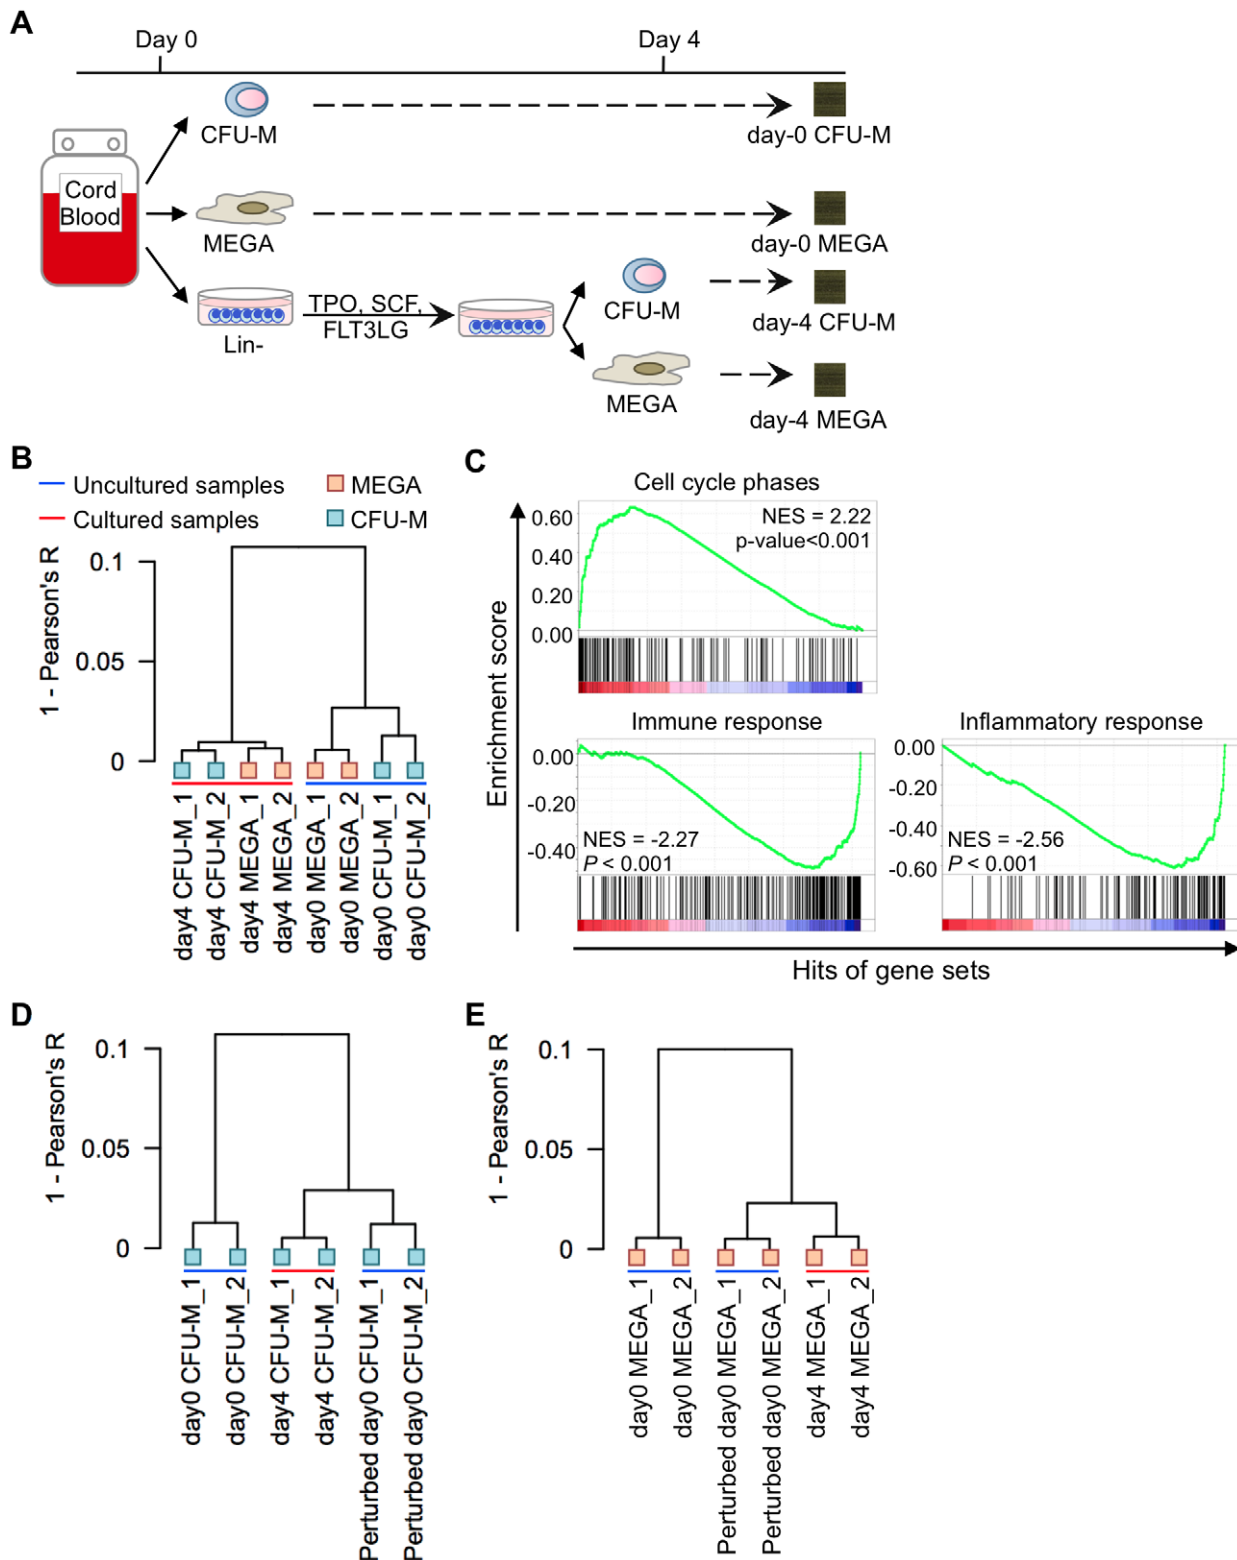 A
Day 0
Day 4
CFU-M
day-0 CFU-M
Cord
Blood
MEGA
day-0 MEGA
TPO, SCF,
FLT3LG
Lin-
CFU-M
day-4 CFU-M
MEGA
day-4 MEGA
B
Uncultured samples
MEGA
Cultured samples
CFU-M
1 - Pearson's R
0.1
0.05
0
day4 CFU-M_1
day4 CFU-M_2
day4 MEGA_1
day4 MEGA_2
day0 MEGA_1
day0 MEGA_2
day0 CFU-M_1
day0 CFU-M_2
C
Cell cycle phases
0.60
0.40
0.20
0.00
NES = 2.22
p-value<0.001
Enrichment score
Immune response
0.00
-0.20
-0.40
NES = -2.27
P < 0.001
Inflammatory response
0.00
-0.20
-0.40
-0.60
NES = -2.56
P < 0.001
Hits of gene sets
D
1 - Pearson's R
0.1
0.05
0
day0 CFU-M_1
day0 CFU-M_2
day4 CFU-M_1
day4 CFU-M_2
Perturbed day0 CFU-M_1
Perturbed day0 CFU-M_2
E
1 - Pearson's R
0.1
0.05
0
day0 MEGA_1
day0 MEGA_2
Perturbed day0 MEGA_1
Perturbed day0 MEGA_2
day4 MEGA_1
day4 MEGA_2